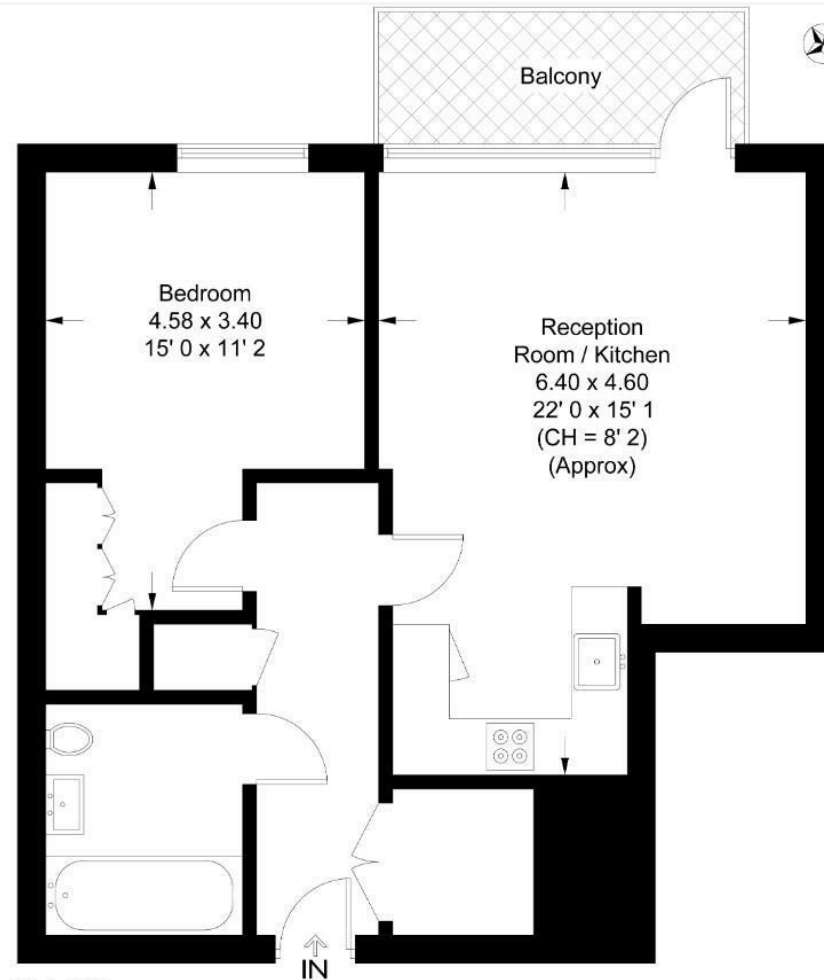 Balcony
Bedroom
4.58 x 3.40
15' 0 x 11' 2
Reception
Room / Kitchen
6.40 x 4.60
22' 0 x 15' 1
(CH = 8' 2)
(Approx)
IN